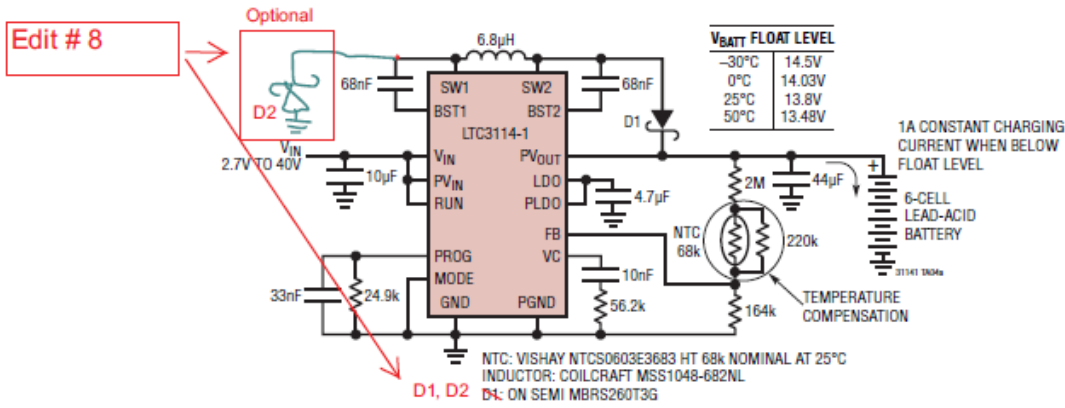 Edit # 8
Optional
D2
6.8µH
68nF
SW1
SW2
68nF
BST1
BST2
LTC3114-1
D1
VBATT FLOAT LEVEL
–30°C 14.5V
0°C 14.03V
25°C 13.8V
50°C 13.48V
1A CONSTANT CHARGING
CURRENT WHEN BELOW
FLOAT LEVEL
VIN
2.7V TO 40V
10µF
VIN
PVIN
RUN
PVOUT
LDO
PLDO
4.7µF
2M
44µF
+
6-CELL
LEAD-ACID
BATTERY
NTC
68k
220k
FB
VC
PROG
MODE
GND
PGND
33nF
24.9k
10nF
56.2k
164k
31141 TA04a
TEMPERATURE
COMPENSATION
NTC: VISHAY NTCS0603E3683 HT 68k NOMINAL AT 25°C
INDUCTOR: COILCRAFT MSS1048-682NL
D1, D2 D1: ON SEMI MBRS260T3G